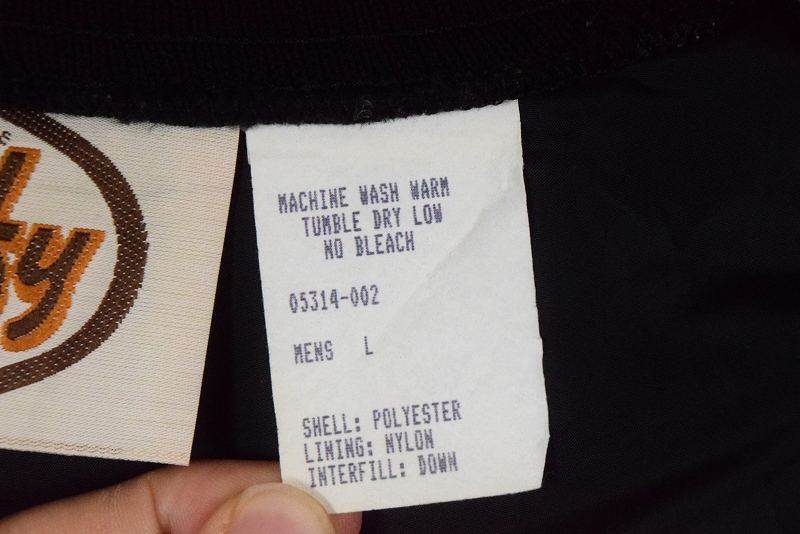 MACHINE WASH WARM
TUMBLE DRY LOW
NO BLEACH
05314-002
MENS L
SHELL: POLYESTER
LINING: NYLON
INTERFILL: DOWN